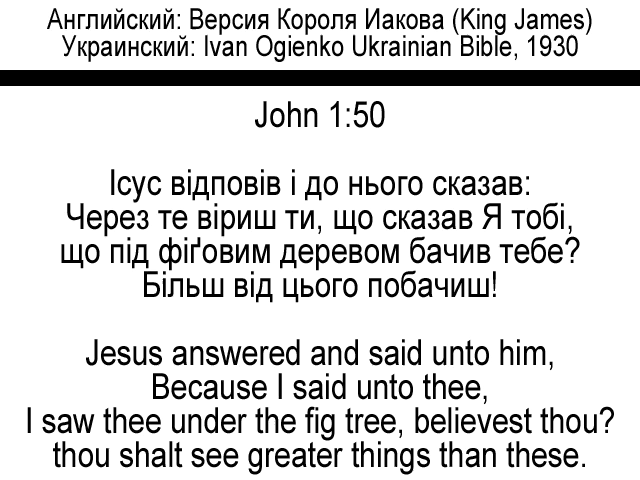 Английский: Версия Короля Иакова (King James)
Украинский: Ivan Ogienko Ukrainian Bible, 1930
John 1:50
Ісус відповів і до нього сказав:
Через те віриш ти, що сказав Я тобі,
що під фіґовим деревом бачив тебе?
Більш від цього побачиш!
Jesus answered and said unto him,
Because I said unto thee,
I saw thee under the fig tree, believest thou?
thou shalt see greater things than these.